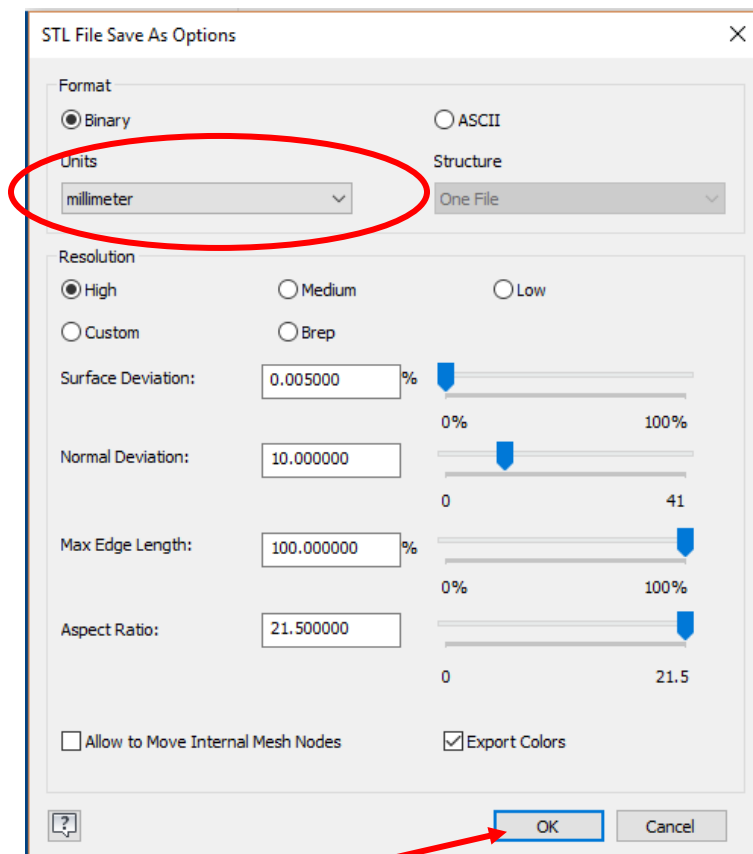 STL File Save As Options
Format
Binary
ASCII
Units
Structure
millimeter
One File
Resolution
High
Medium
Low
Custom
Brep
Surface Deviation:
0.005000
%
0%
100%
Normal Deviation:
10.000000
0
41
Max Edge Length:
100.000000
%
0%
100%
Aspect Ratio:
21.500000
0
21.5
Allow to Move Internal Mesh Nodes
Export Colors
?
OK
Cancel